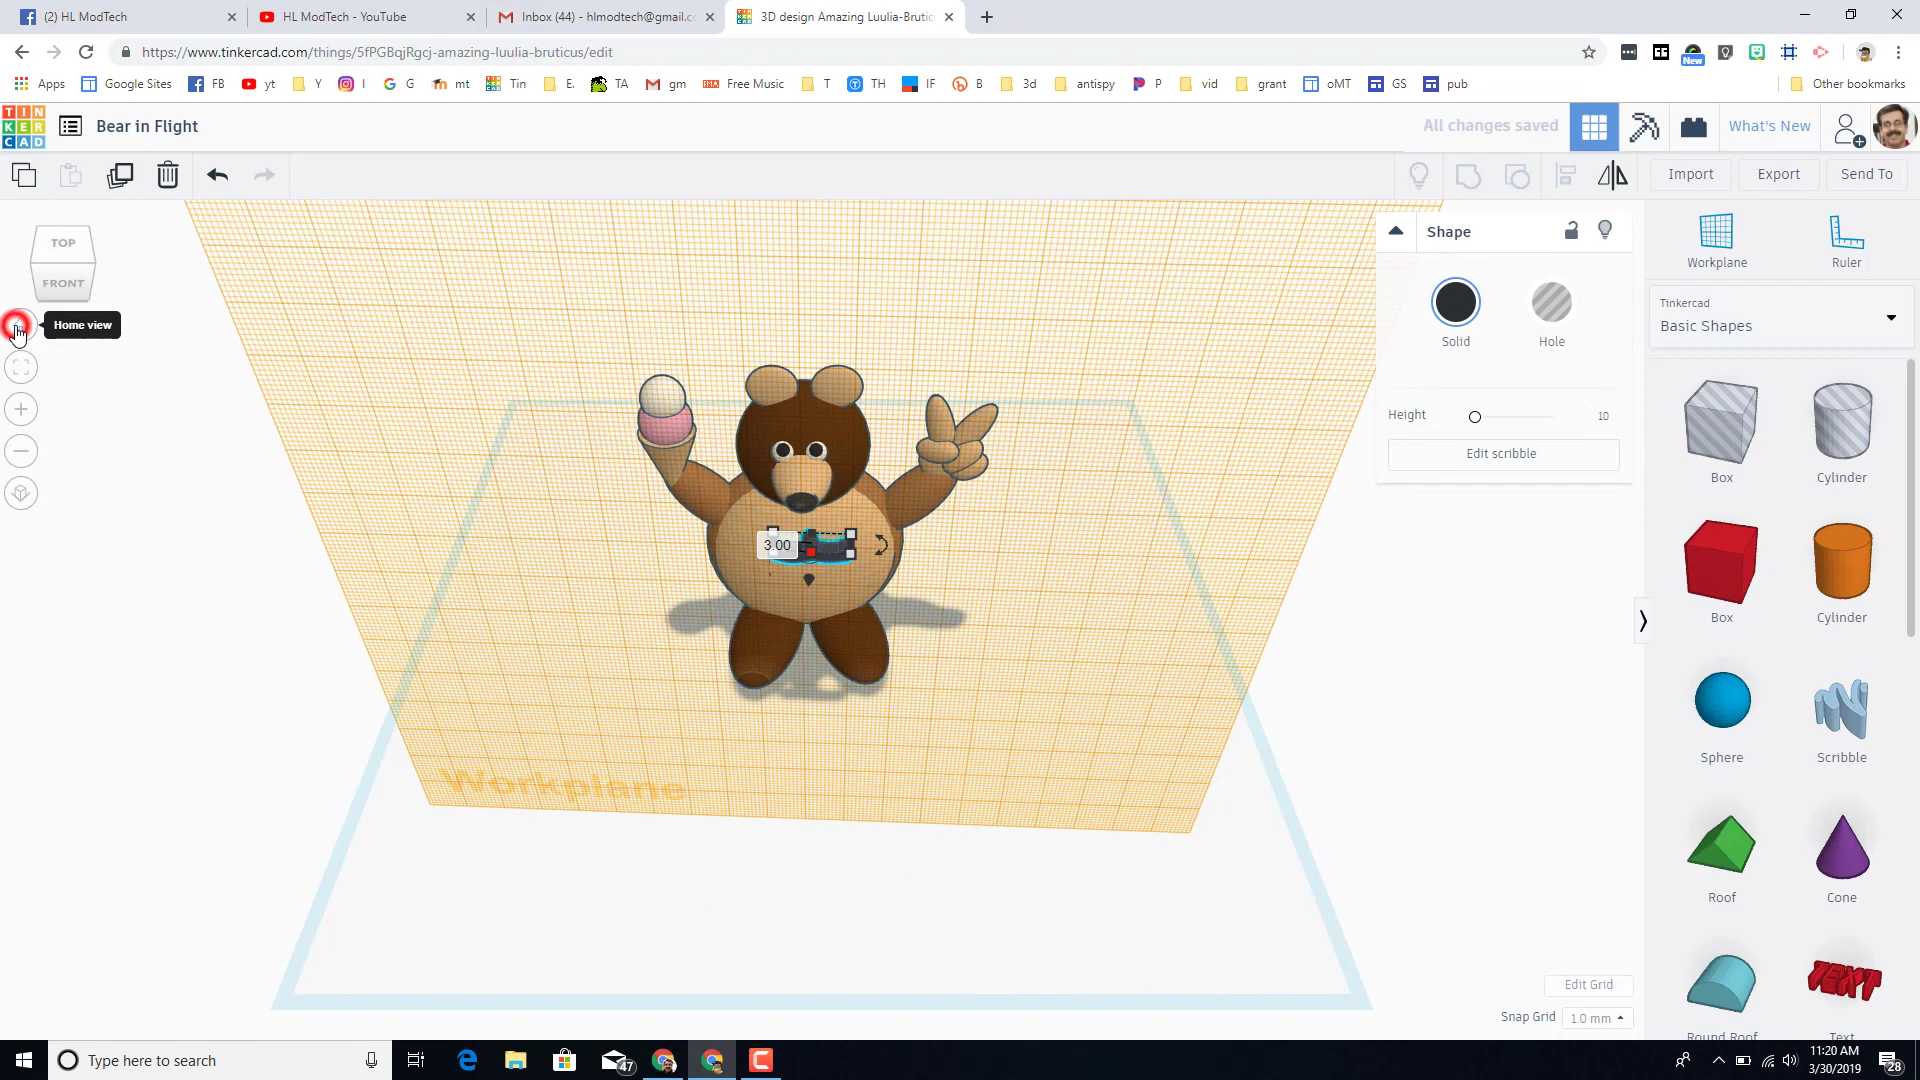 (2) HL ModTech
HL ModTech - YouTube
Inbox (44) - hlmodtech@gmail.c
3D design Amazing Luulia-Brutic
https://www.tinkercad.com/things/5fPGBqjRgcj-amazing-luulia-bruticus/edit
New
Apps Google Sites FB yt Y I G mt Tin E. TA gm Free Music T TH IF B 3d antispy P vid grant oMT GS pub Other bookmarks
TIN KER CAD
Bear in Flight
All changes saved
What's New
Import
Export
Send To
TOP
FRONT
Home view
3.00
Workplane
Shape
Solid
Hole
Height
10
Edit scribble
Workplane
Ruler
Tinkercad
Basic Shapes
Box
Cylinder
Box
Cylinder
Sphere
Scribble
Roof
Cone
TEXT
Round Roof
Text
Edit Grid
Snap Grid
1.0 mm
Type here to search
47
11:20 AM
3/30/2019
28